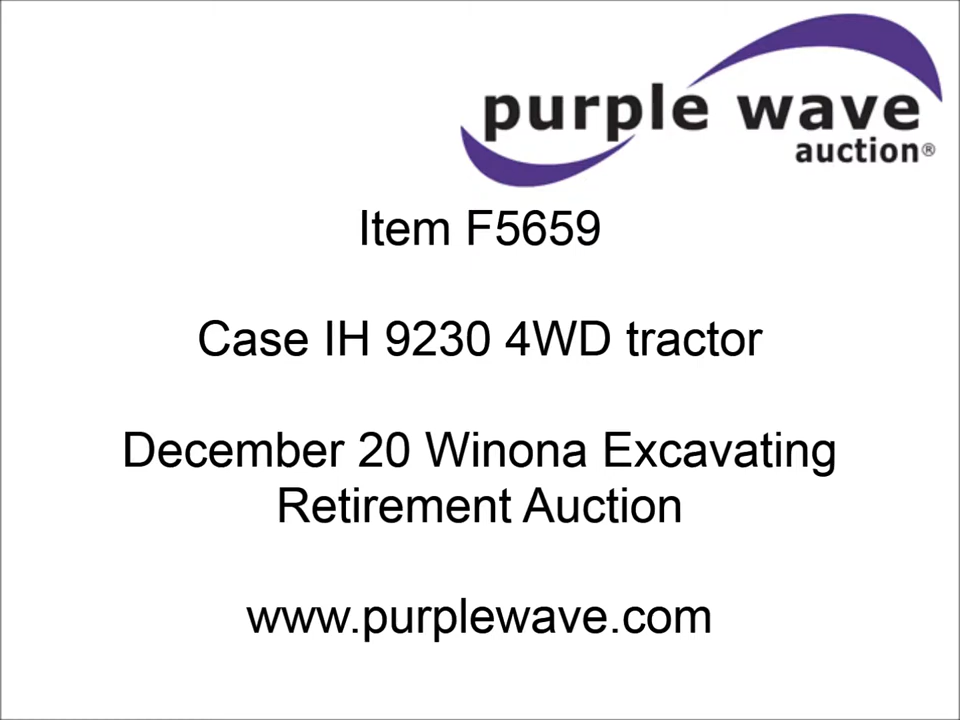 purple wave
auction®
Item F5659
Case IH 9230 4WD tractor
December 20 Winona Excavating
Retirement Auction
www.purplewave.com